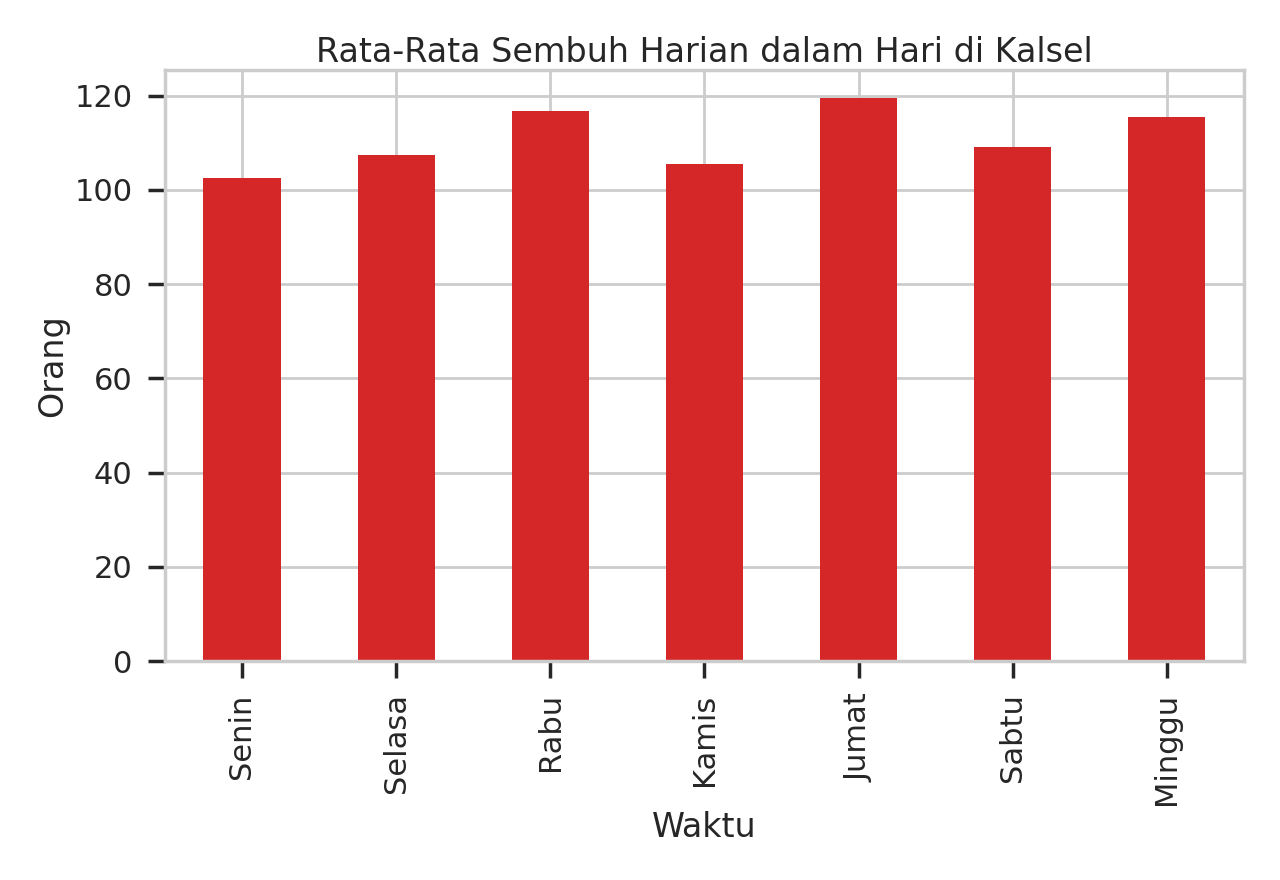 Rata-Rata Sembuh Harian dalam Hari di Kalsel
120
100
80
60
40
20
0
Orang
Senin
Selasa
Rabu
Kamis
Jumat
Sabtu
Minggu
Waktu